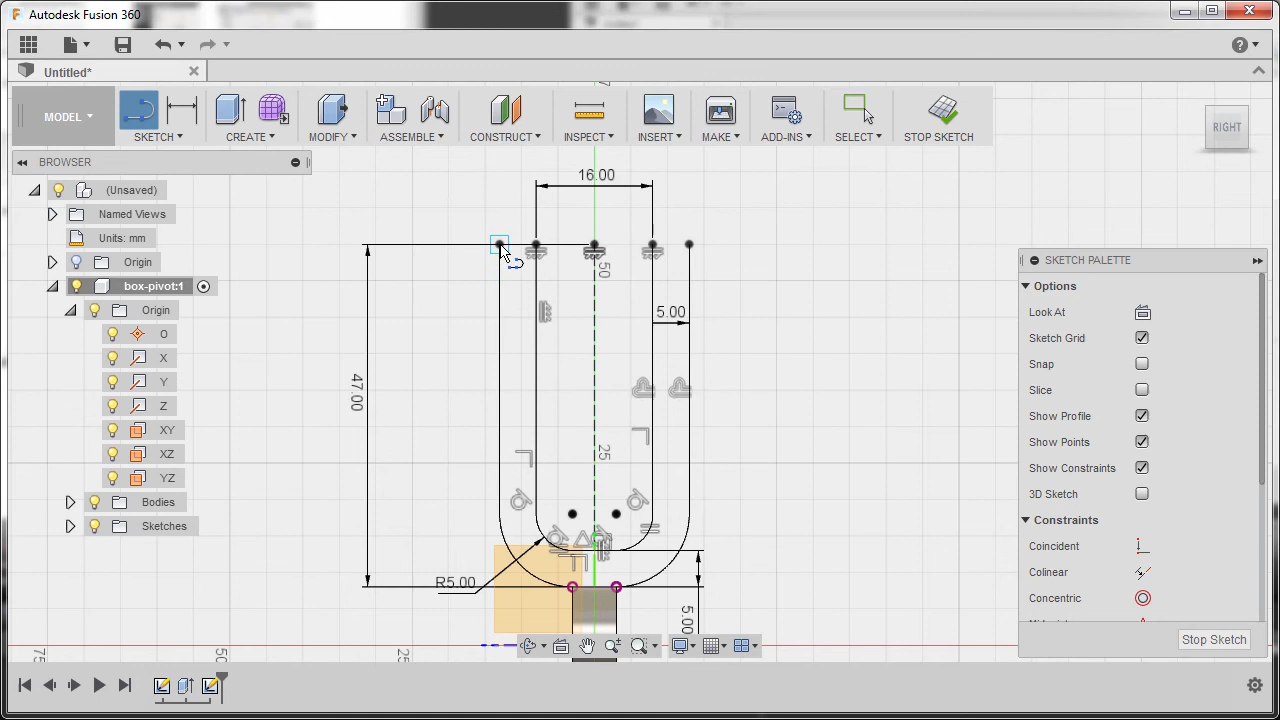 Autodesk Fusion 360
Untitled*
MODEL
SKETCH
CREATE
MODIFY
ASSEMBLE
CONSTRUCT
INSPECT
INSERT
MAKE
ADD-INS
SELECT
STOP SKETCH
RIGHT
BROWSER
(Unsaved)
Named Views
Units: mm
Origin
box-pivot:1
Origin
O
X
Y
Z
XY
XZ
YZ
Bodies
Sketches
16.00
50
5.00
47.00
25
R5.00
5.00
75
50
25
SKETCH PALETTE
Options
Look At
Sketch Grid
Snap
Slice
Show Profile
Show Points
Show Constraints
3D Sketch
Constraints
Coincident
Colinear
Concentric
Stop Sketch